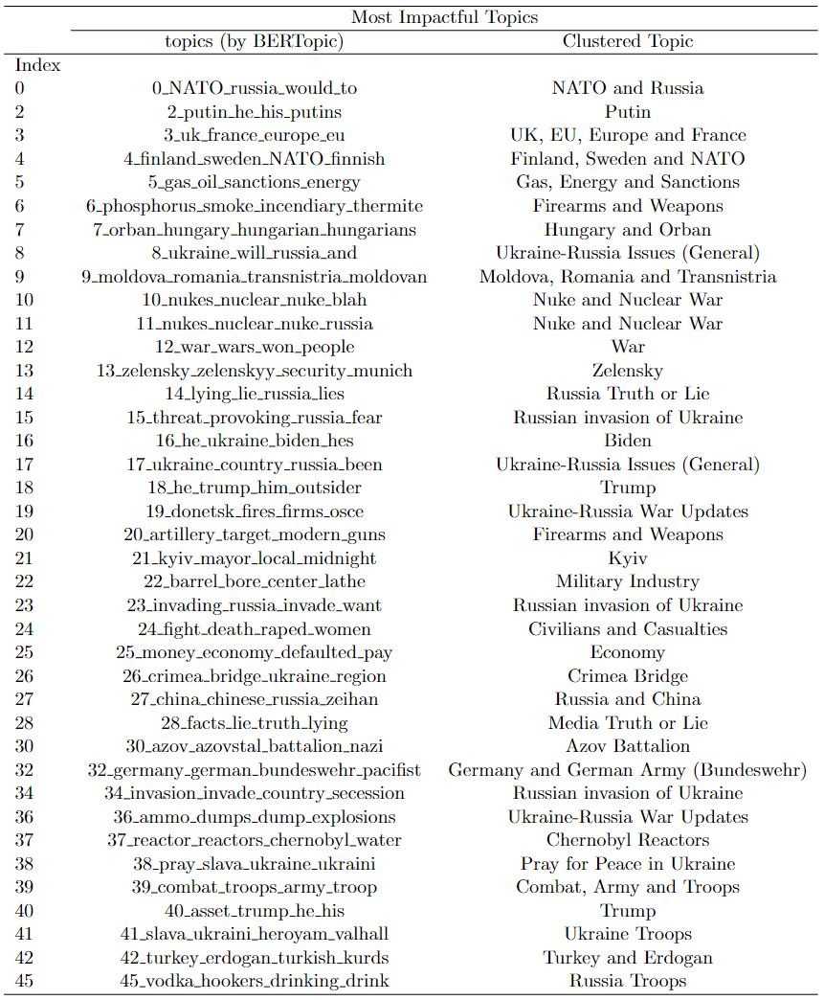 Most Impactful Topics
topics (by BERTopic) Clustered Topic
Index
0 0_NATO_russia_would_to NATO and Russia
2 2_putin_he_his_putins Putin
3 3_uk_france_europe_eu UK, EU, Europe and France
4 4_finland_sweden_NATO_finnish Finland, Sweden and NATO
5 5_gas_oil_sanctions_energy Gas, Energy and Sanctions
6 6_phosphorus_smoke_incendiary_thermite Firearms and Weapons
7 7_orban_hungary_hungarian_hungarians Hungary and Orban
8 8_ukraine_will_russia_and Ukraine-Russia Issues (General)
9 9_moldova_romania_transnistria_moldovan Moldova, Romania and Transnistria
10 10_nukes_nuclear_nuke_blah Nuke and Nuclear War
11 11_nukes_nuclear_nuke_russia Nuke and Nuclear War
12 12_war_wars_won_people War
13 13_zelensky_zelenskyy_security_munich Zelensky
14 14_lying_lie_russia_lies Russia Truth or Lie
15 15_threat_provoking_russia_fear Russian invasion of Ukraine
16 16_he_ukraine_biden_hes Biden
17 17_ukraine_country_russia_been Ukraine-Russia Issues (General)
18 18_he_trump_him_outsider Trump
19 19_donetsk_fires_firms_osce Ukraine-Russia War Updates
20 20_artillery_target_modern_guns Firearms and Weapons
21 21_kyiv_mayor_local_midnight Kyiv
22 22_barrel_bore_center_lathe Military Industry
23 23_invading_russia_invade_want Russian invasion of Ukraine
24 24_fight_death_raped_women Civilians and Casualties
25 25_money_economy_defaulted_pay Economy
26 26_crimea_bridge_ukraine_region Crimea Bridge
27 27_china_chinese_russia_zeihan Russia and China
28 28_facts_lie_truth_lying Media Truth or Lie
30 30_azov_azovstal_battalion_nazi Azov Battalion
32 32_germany_german_bundeswehr_pacifist Germany and German Army (Bundeswehr)
34 34_invasion_invade_country_secession Russian invasion of Ukraine
36 36_ammo_dumps_dump_explosions Ukraine-Russia War Updates
37 37_reactor_reactors_chernobyl_water Chernobyl Reactors
38 38_pray_slava_ukraine_ukraini Pray for Peace in Ukraine
39 39_combat_troops_army_troop Combat, Army and Troops
40 40_asset_trump_he_his Trump
41 41_slava_ukraini_heroyam_valhall Ukraine Troops
42 42_turkey_erdogan_turkish_kurds Turkey and Erdogan
45 45_vodka_hookers_drinking_drink Russia Troops